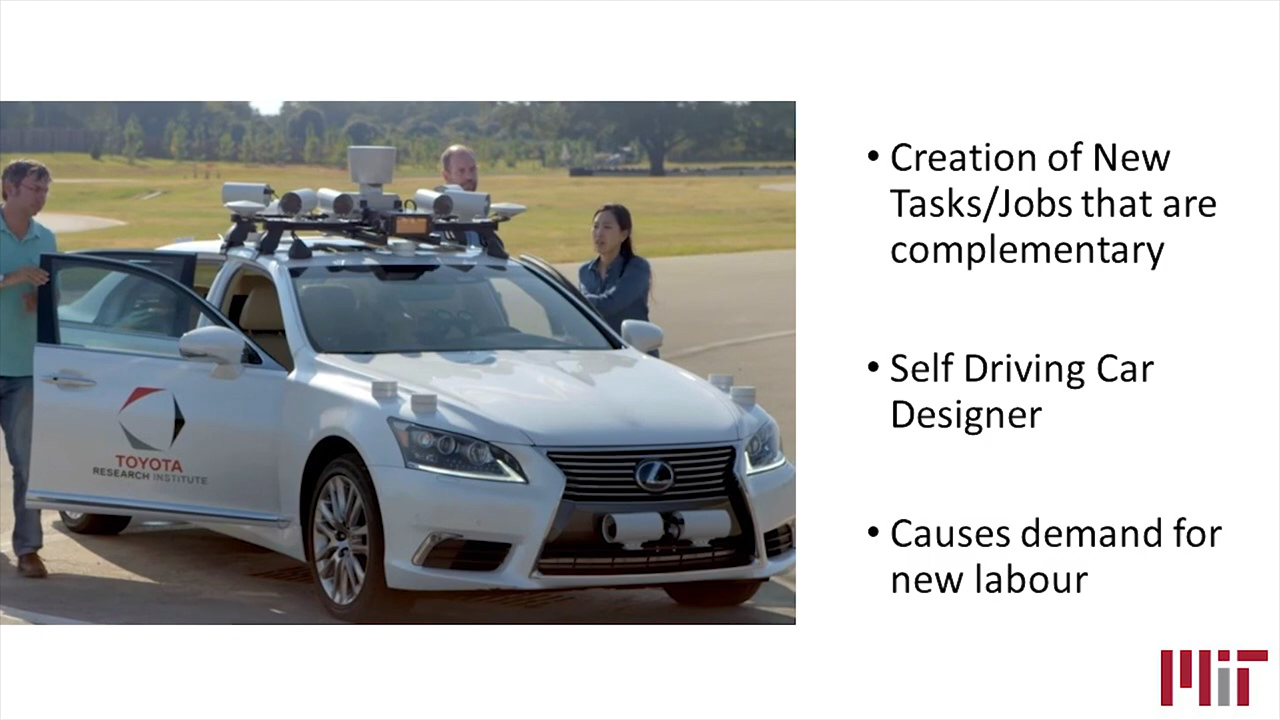 TOYOTA
RESEARCH INSTITUTE
• Creation of New
Tasks/Jobs that are
complementary
• Self Driving Car
Designer
• Causes demand for
new labour
MIT